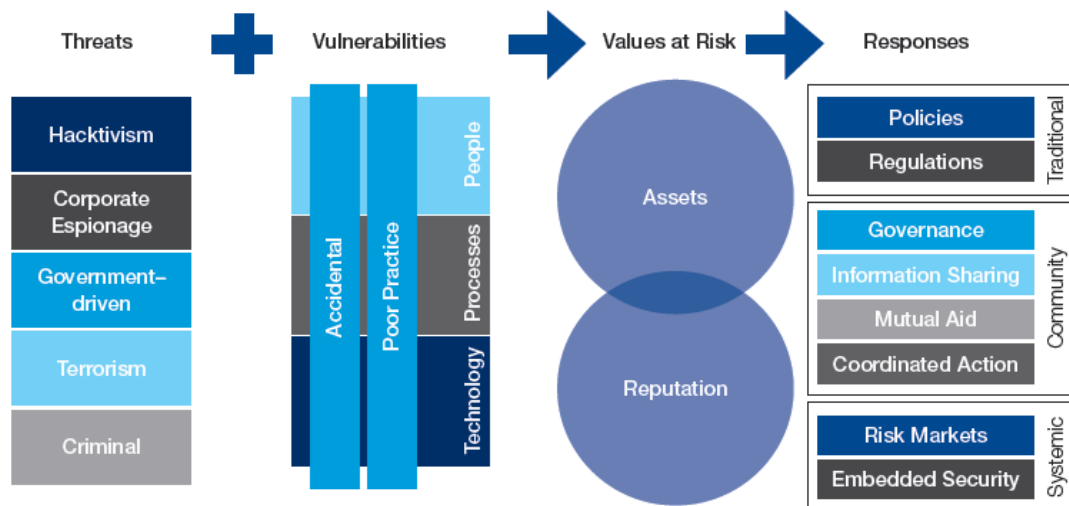 Threats
Vulnerabilities
Values at Risk
Responses
Hacktivism
Corporate
Espionage
Government–
driven
Terrorism
Criminal
Accidental
Poor Practice
People
Processes
Technology
Assets
Reputation
Policies
Regulations
Traditional
Governance
Information Sharing
Mutual Aid
Coordinated Action
Community
Risk Markets
Embedded Security
Systemic